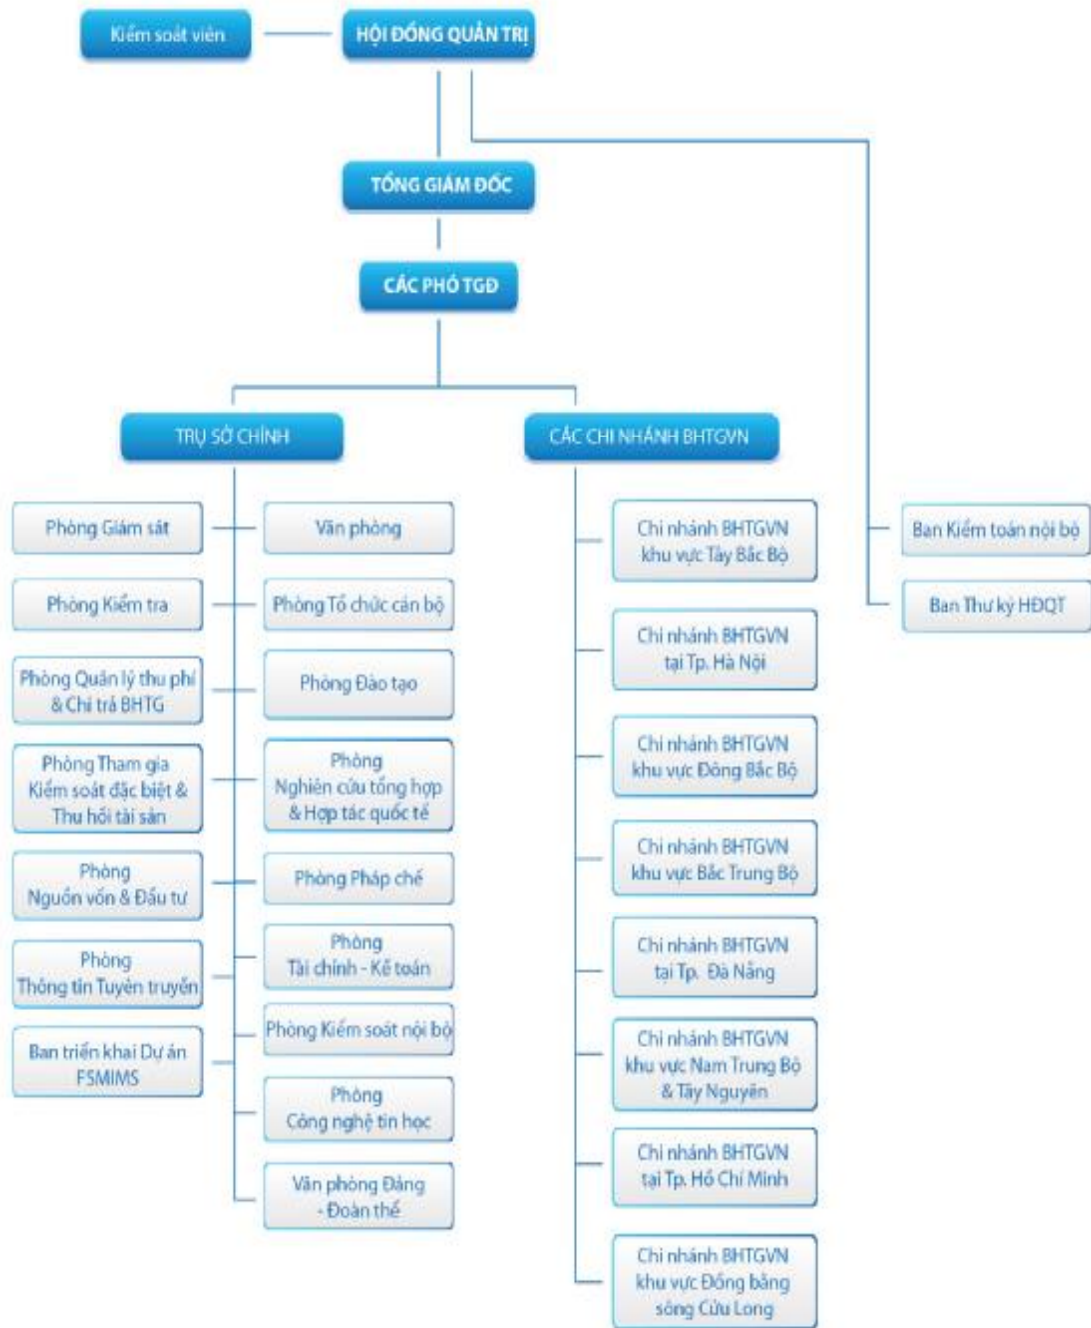 Kiểm soát viên
HỘI ĐỒNG QUẢN TRỊ
TỔNG GIÁM ĐỐC
CÁC PHÓ TGĐ
TRỤ SỞ CHÍNH
CÁC CHI NHÁNH BHTGVN
Phòng Giám sát
Phòng Kiểm tra
Phòng Quản lý thu phí
& Chi trả BHTG
Phòng Tham gia
Kiểm soát đặc biệt &
Thu hồi tài sản
Phòng
Nguồn vốn & Đầu tư
Phòng
Thông tin Tuyên truyền
Ban triển khai Dự án
FSMIMS
Văn phòng
Phòng Tổ chức cán bộ
Phòng Đào tạo
Phòng
Nghiên cứu tổng hợp
& Hợp tác quốc tế
Phòng Pháp chế
Phòng
Tài chính - Kế toán
Phòng Kiểm soát nội bộ
Phòng
Công nghệ tin học
Văn phòng Đảng
- Đoàn thể
Chi nhánh BHTGVN
khu vực Tây Bắc Bộ
Chi nhánh BHTGVN
tại Tp. Hà Nội
Chi nhánh BHTGVN
khu vực Đông Bắc Bộ
Chi nhánh BHTGVN
khu vực Bắc Trung Bộ
Chi nhánh BHTGVN
tại Tp. Đà Nẵng
Chi nhánh BHTGVN
khu vực Nam Trung Bộ
& Tây Nguyên
Chi nhánh BHTGVN
tại Tp. Hồ Chí Minh
Chi nhánh BHTGVN
khu vực Đồng bằng
sông Cửu Long
Ban Kiểm toán nội bộ
Ban Thư ký HĐQT